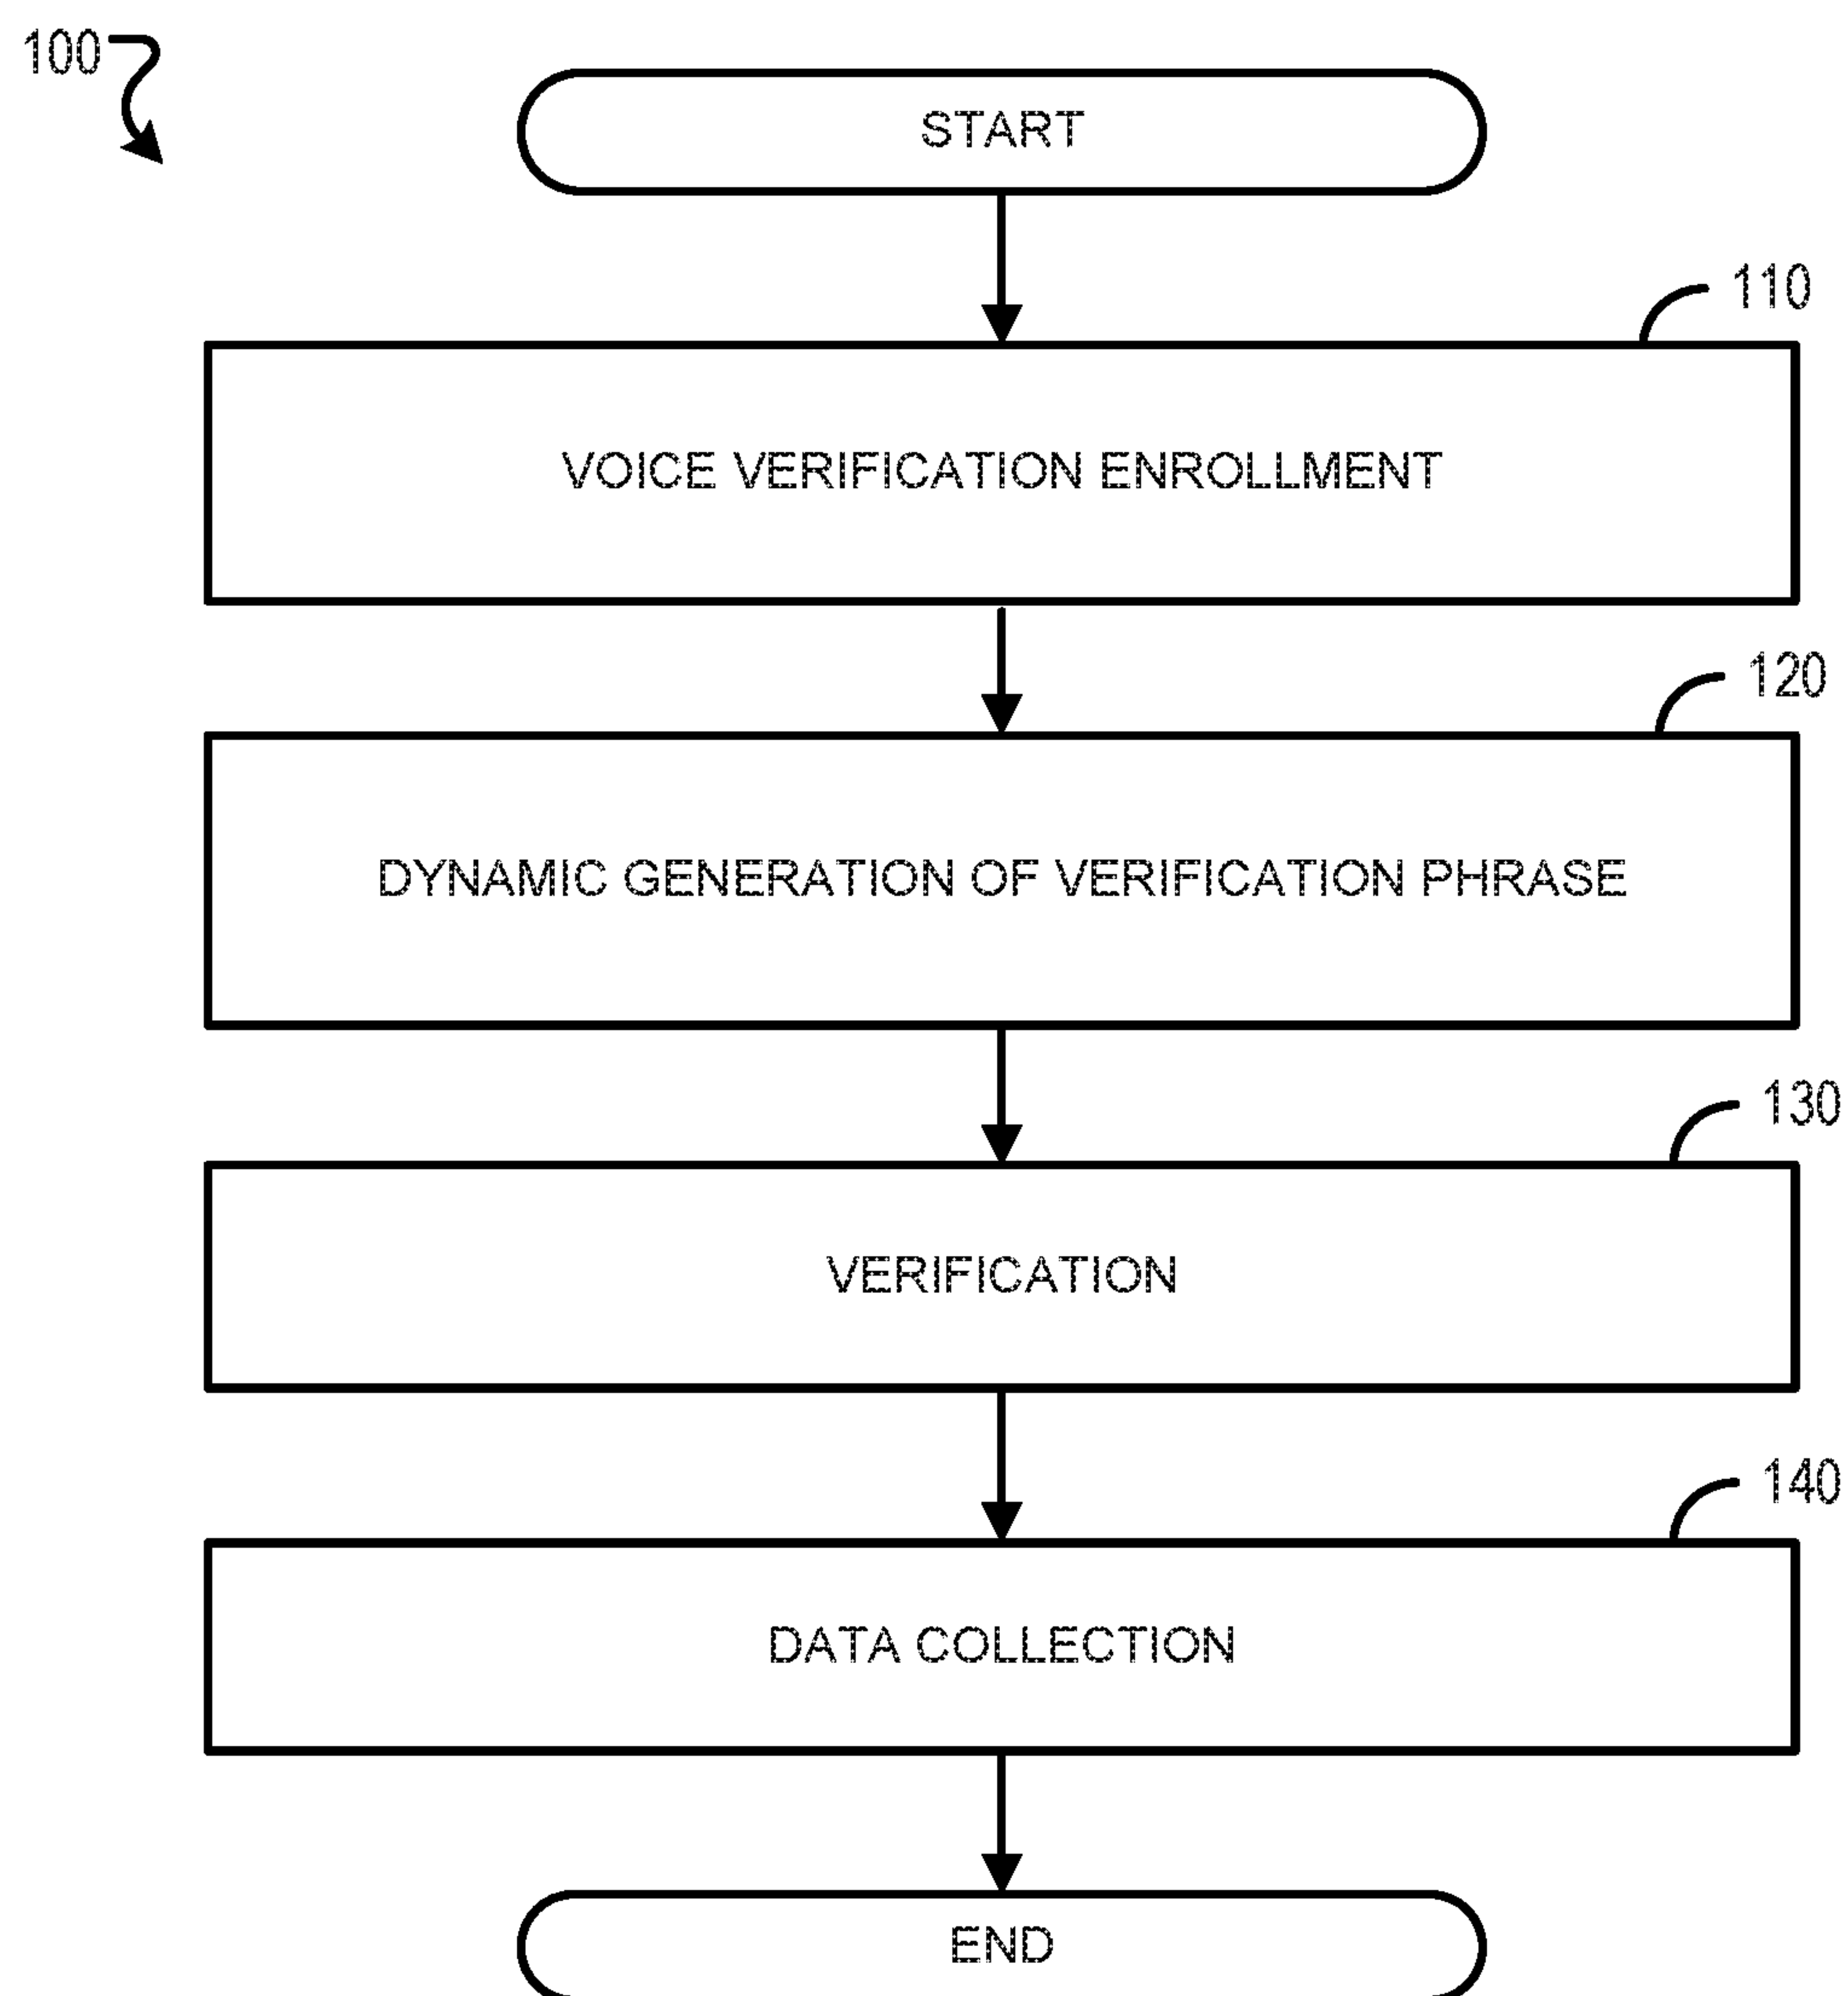 100
START
110
VOICE VERIFICATION ENROLLMENT
120
DYNAMIC GENERATION OF VERIFICATION PHRASE
130
VERIFICATION
140
DATA COLLECTION
END